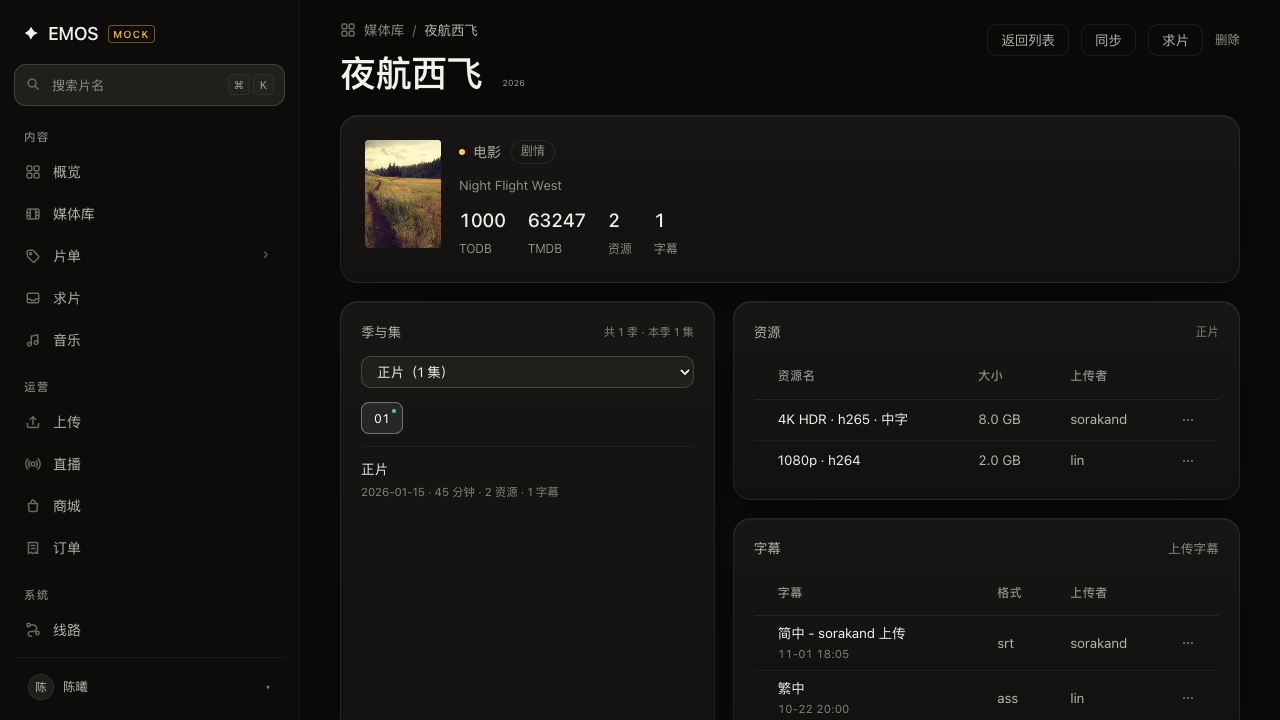 EMOS MOCK
搜索片名 ⌘ K
内容
概览
媒体库
片单
求片
音乐
运营
上传
直播
商城
订单
系统
线路
陈 陈曦
媒体库 / 夜航西飞
夜航西飞 2026
返回列表 同步 求片 删除
电影 剧情
Night Flight West
1000 63247 2 1
TODB TMDB 资源 字幕
季与集 共 1 季 · 本季 1 集
正片（1 集）
01
正片
2026-01-15 · 45 分钟 · 2 资源 · 1 字幕
资源 正片
资源名 大小 上传者
4K HDR · h265 · 中字 8.0 GB sorakand ···
1080p · h264 2.0 GB lin ···
字幕 上传字幕
字幕 格式 上传者
简中 - sorakand 上传 srt sorakand ···
11-01 18:05
繁中 ass lin ···
10-22 20:00